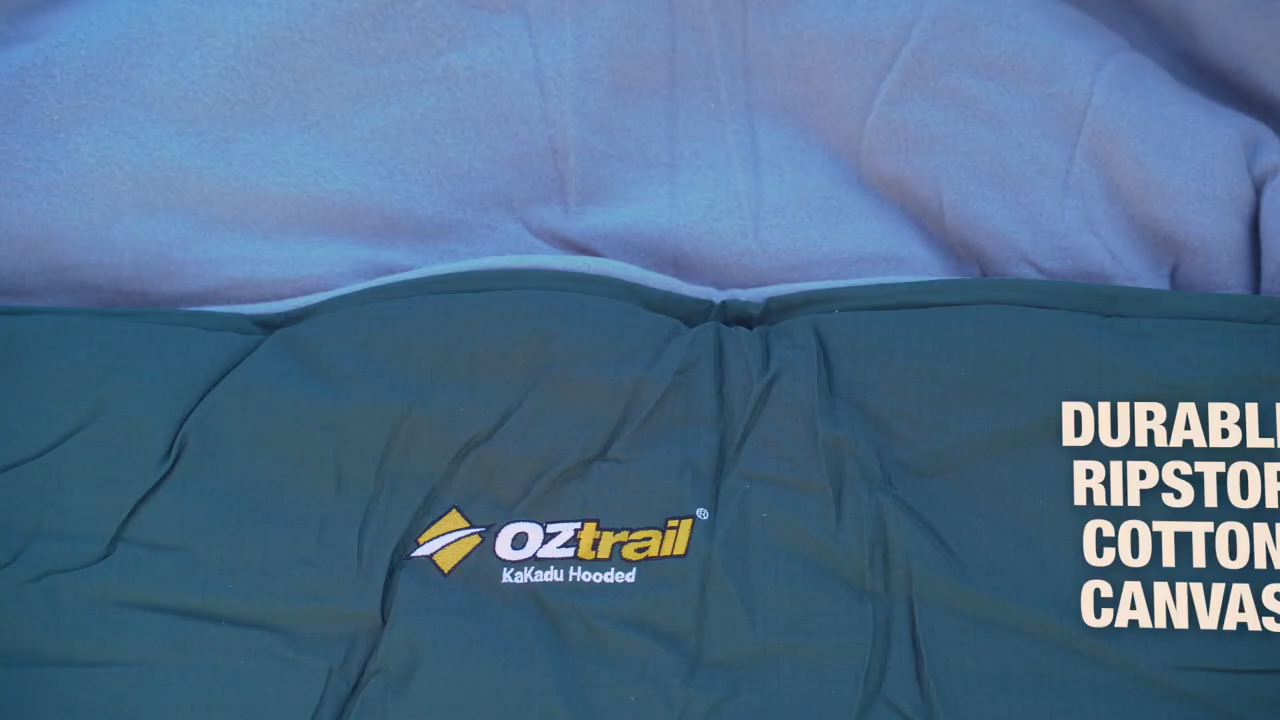 OZtrail®
KaKadu Hooded
DURABL
RIPSTO
COTTON
CANVAS